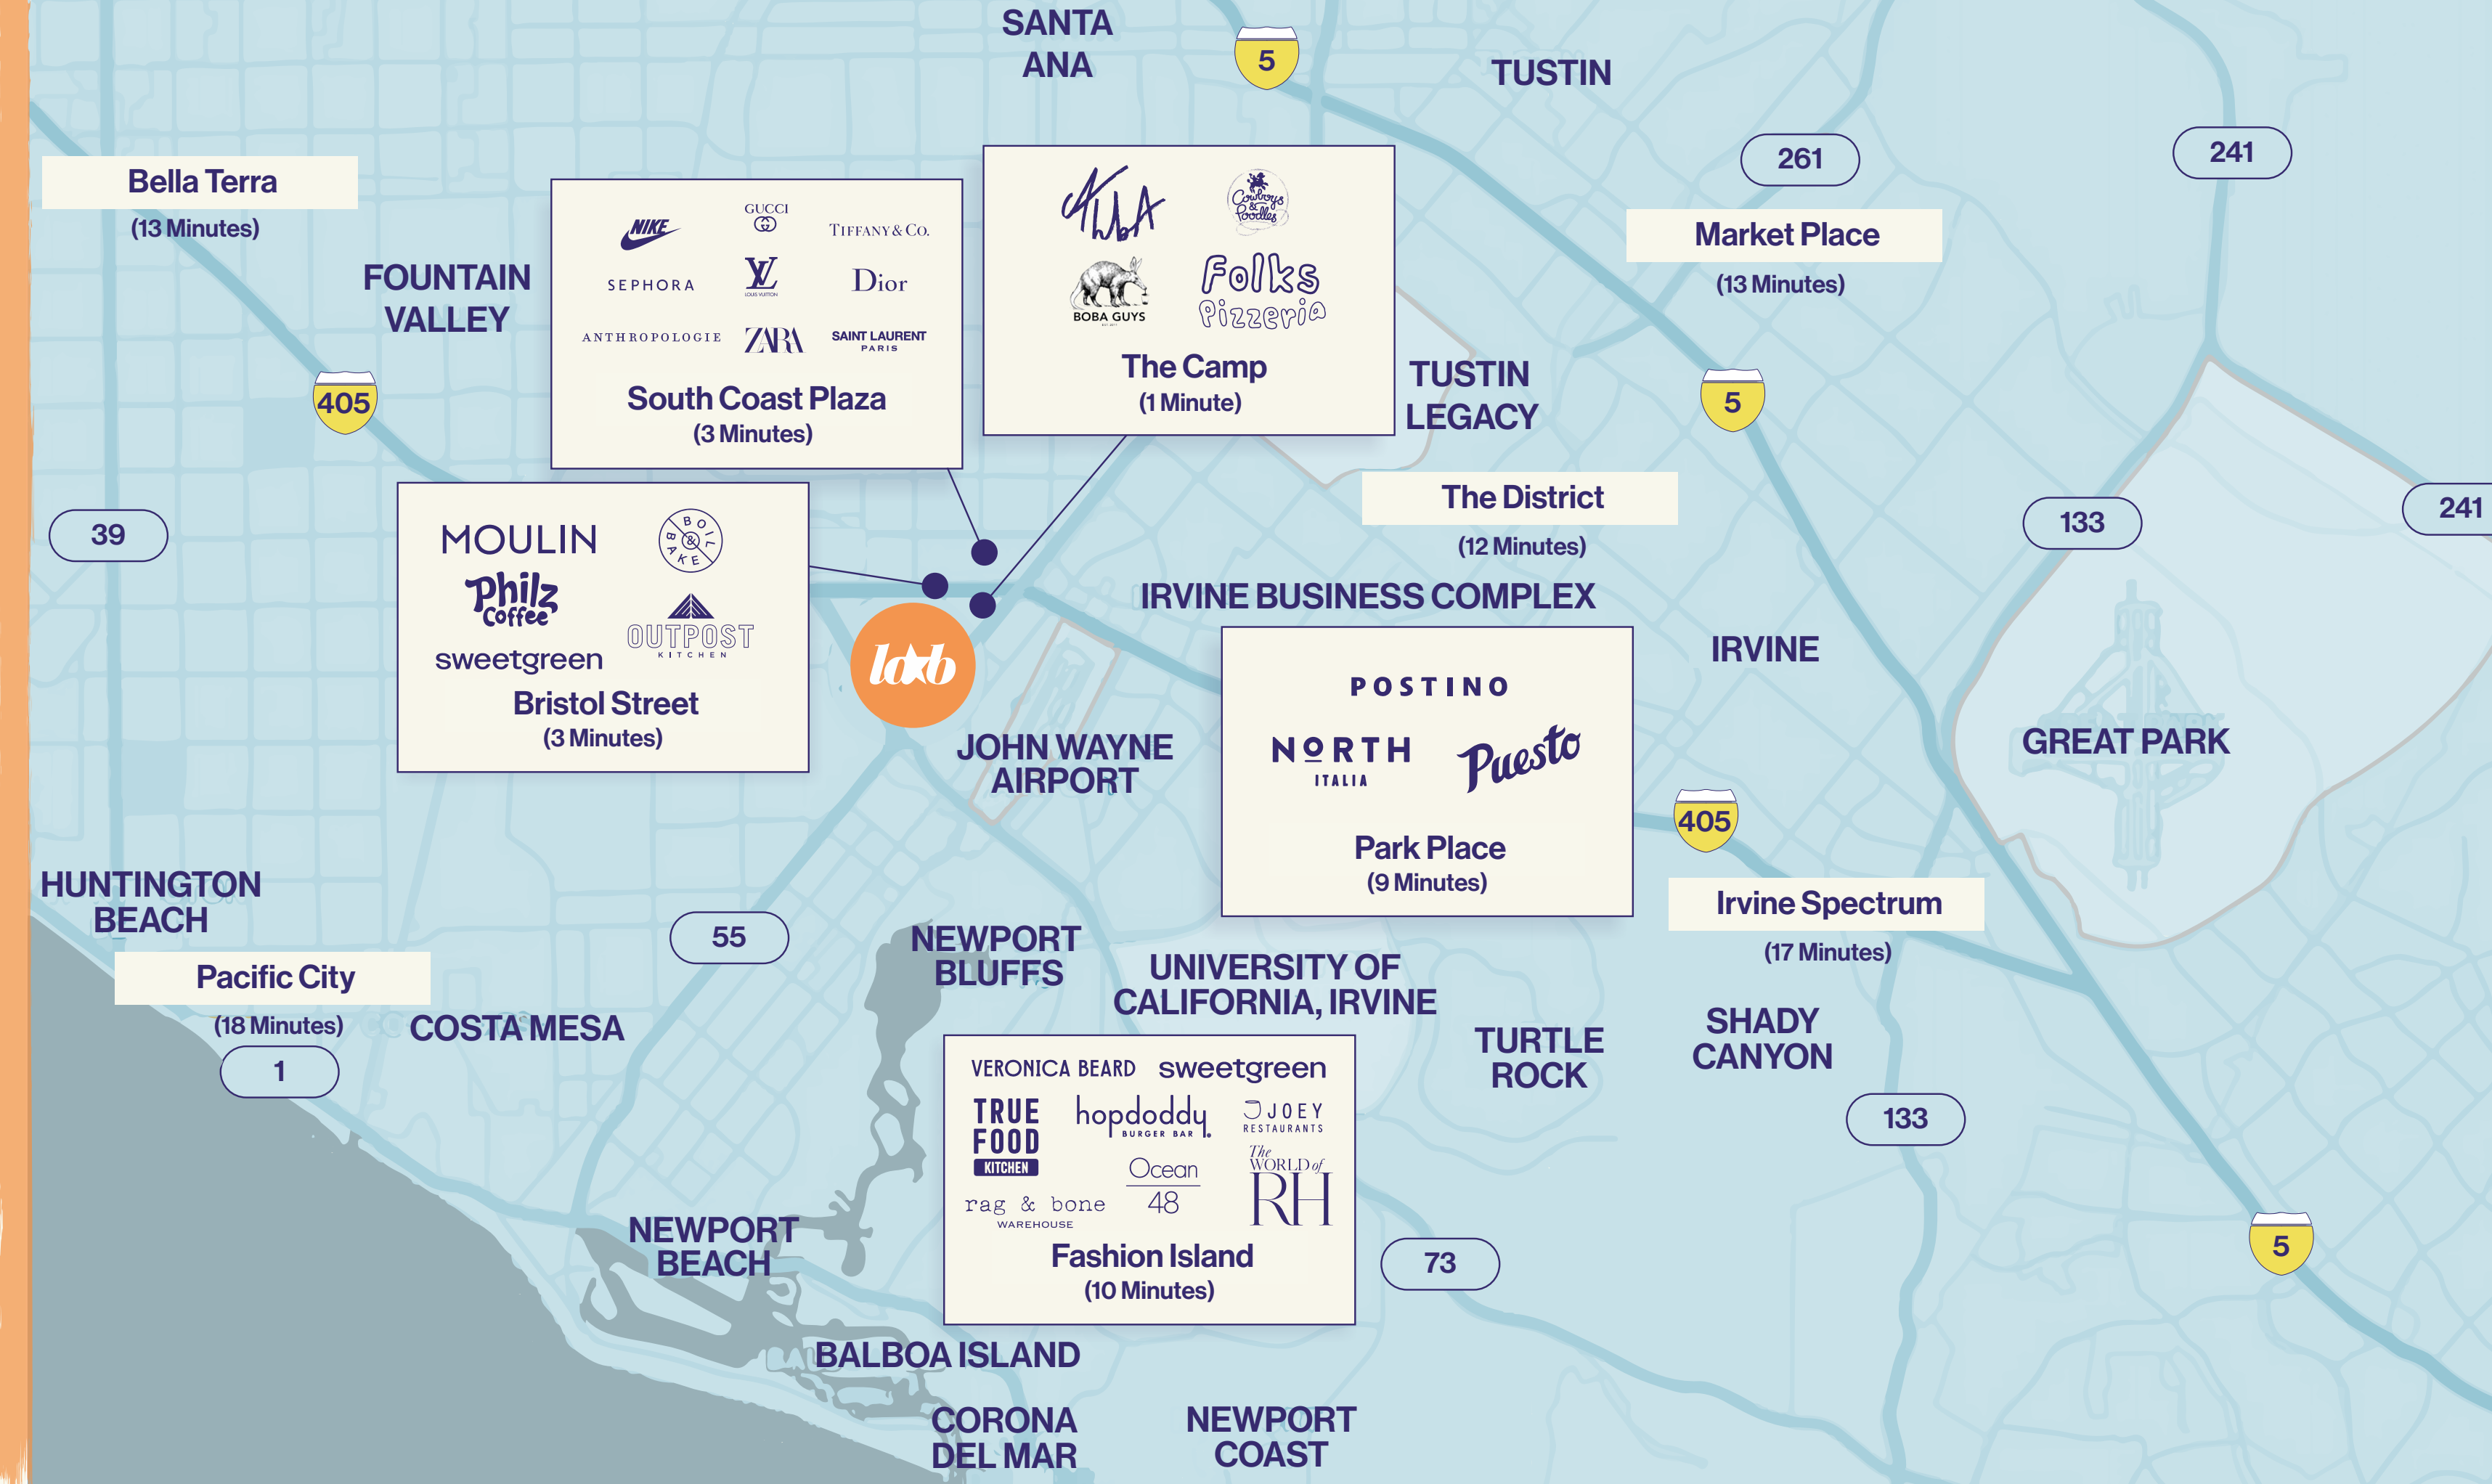 SANTA
ANA
5
TUSTIN
261
241
Bella Terra
(13 Minutes)
FOUNTAIN
VALLEY
405
39
NIKE
GUCCI
TIFFANY & CO.
SEPHORA
LV
LOUIS VUITTON
Dior
ANTHROPOLOGIE
ZARA
SAINT LAURENT
PARIS
South Coast Plaza
(3 Minutes)
Cowboys
&
Poodles
BOBA GUYS
Folks
Pizzeria
The Camp
(1 Minute)
Market Place
(13 Minutes)
TUSTIN
LEGACY
5
The District
(12 Minutes)
133
241
MOULIN
BOIL
&
BAKE
Philz
Coffee
OUTPOST
KITCHEN
sweetgreen
Bristol Street
(3 Minutes)
lab
IRVINE BUSINESS COMPLEX
IRVINE
JOHN WAYNE
AIRPORT
POSTINO
NORTH
ITALIA
Puesto
Park Place
(9 Minutes)
GREAT PARK
405
Irvine Spectrum
(17 Minutes)
HUNTINGTON
BEACH
Pacific City
(18 Minutes)
1
COSTA MESA
55
NEWPORT
BLUFFS
UNIVERSITY OF
CALIFORNIA, IRVINE
TURTLE
ROCK
SHADY
CANYON
133
VERONICA BEARD
sweetgreen
TRUE
FOOD
KITCHEN
hopdoddy
BURGER BAR
JOEY
RESTAURANTS
Ocean
48
The
WORLD of
RH
rag & bone
WAREHOUSE
Fashion Island
(10 Minutes)
NEWPORT
BEACH
73
5
BALBOA ISLAND
CORONA
DEL MAR
NEWPORT
COAST